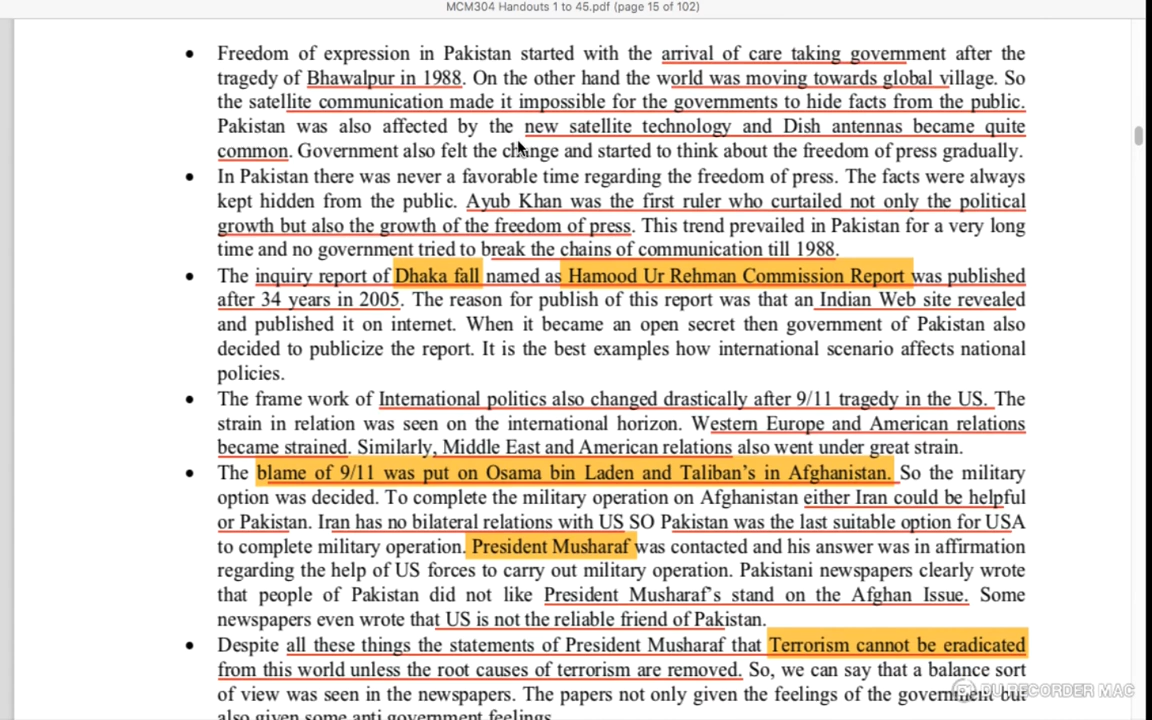 MCM304 Handouts 1 to 45.pdf (page 15 of 102)
• Freedom of expression in Pakistan started with the arrival of care taking government after the
tragedy of Bhawalpur in 1988. On the other hand the world was moving towards global village. So
the satellite communication made it impossible for the governments to hide facts from the public.
Pakistan was also affected by the new satellite technology and Dish antennas became quite
common. Government also felt the change and started to think about the freedom of press gradually.
• In Pakistan there was never a favorable time regarding the freedom of press. The facts were always
kept hidden from the public. Ayub Khan was the first ruler who curtailed not only the political
growth but also the growth of the freedom of press. This trend prevailed in Pakistan for a very long
time and no government tried to break the chains of communication till 1988.
• The inquiry report of Dhaka fall named as Hamood Ur Rehman Commission Report was published
after 34 years in 2005. The reason for publish of this report was that an Indian Web site revealed
and published it on internet. When it became an open secret then government of Pakistan also
decided to publicize the report. It is the best examples how international scenario affects national
policies.
• The frame work of International politics also changed drastically after 9/11 tragedy in the US. The
strain in relation was seen on the international horizon. Western Europe and American relations
became strained. Similarly, Middle East and American relations also went under great strain.
• The blame of 9/11 was put on Osama bin Laden and Taliban's in Afghanistan. So the military
option was decided. To complete the military operation on Afghanistan either Iran could be helpful
or Pakistan. Iran has no bilateral relations with US SO Pakistan was the last suitable option for USA
to complete military operation. President Musharaf was contacted and his answer was in affirmation
regarding the help of US forces to carry out military operation. Pakistani newspapers clearly wrote
that people of Pakistan did not like President Musharaf's stand on the Afghan Issue. Some
newspapers even wrote that US is not the reliable friend of Pakistan.
• Despite all these things the statements of President Musharaf that Terrorism cannot be eradicated
from this world unless the root causes of terrorism are removed. So, we can say that a balance sort
of view was seen in the newspapers. The papers not only given the feelings of the government but
also given some anti government feelings.
DU RECORDER MAC